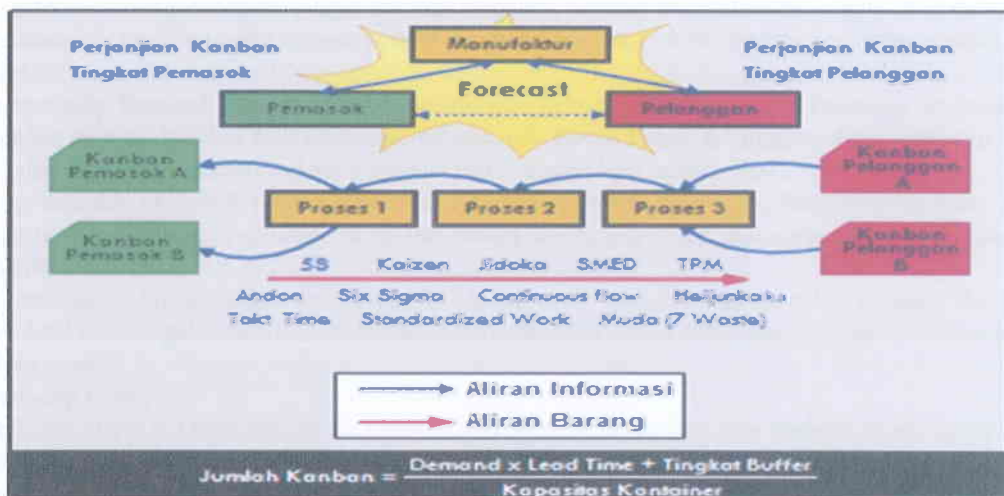 Perjanjian Kanban
Tingkat Pemasok
Manufaktur
Perjanjian Kanban
Tingkat Pelanggan
Forecast
Pemasok
Pelanggan
Kanban
Pemasok A
Kanban
Pelanggan
A
Proses 1
Proses 2
Proses 3
Kanban
Pemasok B
Kanban
Pelanggan
B
Kaizen Jidoka SMED TPM
Andon Six Sigma Continuous flow
Takt Time Standardized Work Muda (7 Waste)
Aliran Informasi
Aliran Barang
Jumlah Kanban = Demand x Lead Time + Tingkat Buffer
Kapasitas Kontainer